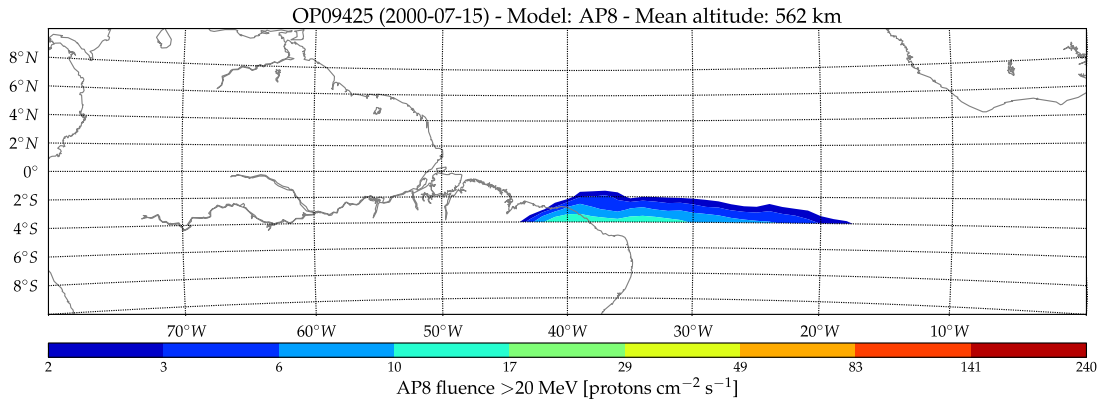 OP09425 (2000-07-15) - Model: AP8 - Mean altitude: 562 km
8°N
6°N
4°N
2°N
0°
2°S
4°S
6°S
8°S
70°W 60°W 50°W 40°W 30°W 20°W 10°W
2 3 6 10 17 29 49 83 141 240
AP8 fluence >20 MeV [protons cm⁻² s⁻¹]